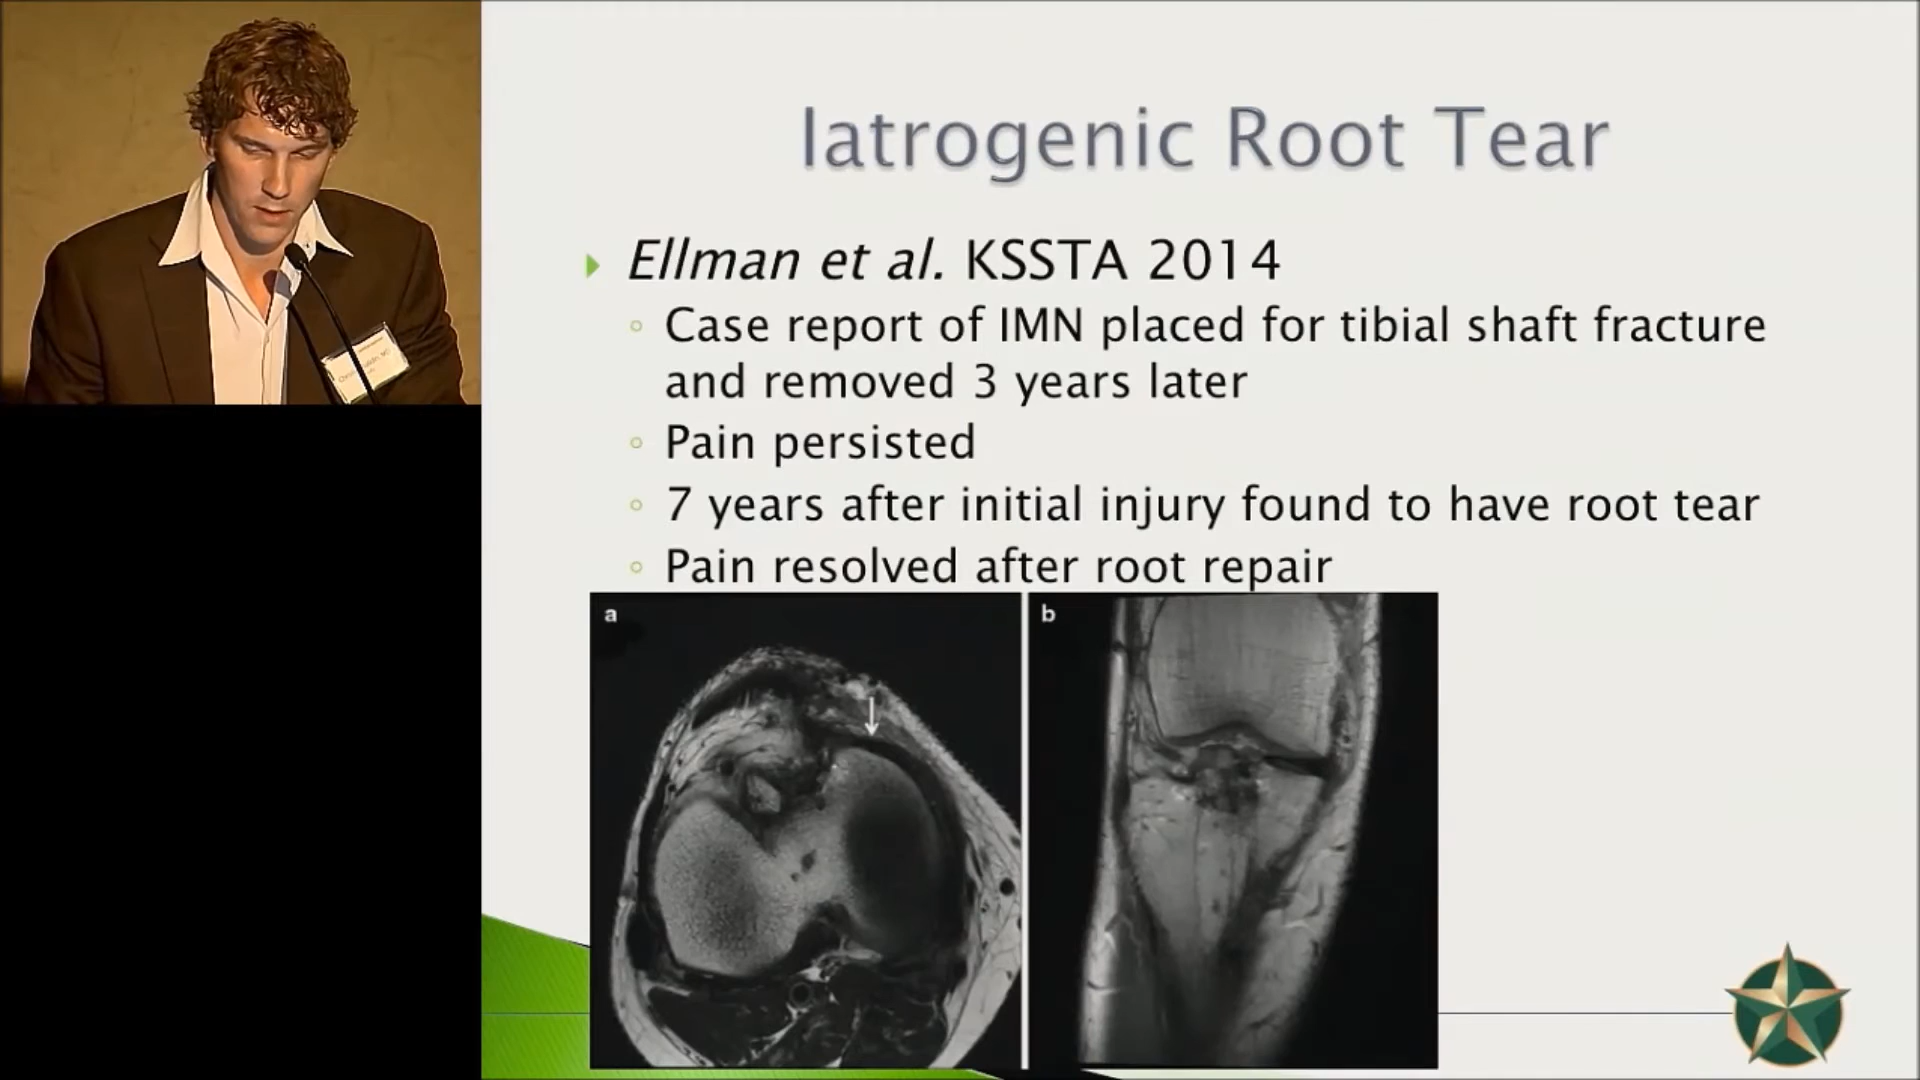 Iatrogenic Root Tear
Ellman et al. KSSTA 2014
Case report of IMN placed for tibial shaft fracture
and removed 3 years later
Pain persisted
7 years after initial injury found to have root tear
Pain resolved after root repair
a
b